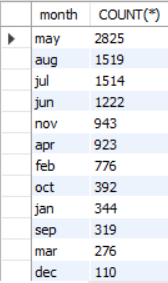 month COUNT(*)
may 2825
aug 1519
jul 1514
jun 1222
nov 943
apr 923
feb 776
oct 392
jan 344
sep 319
mar 276
dec 110